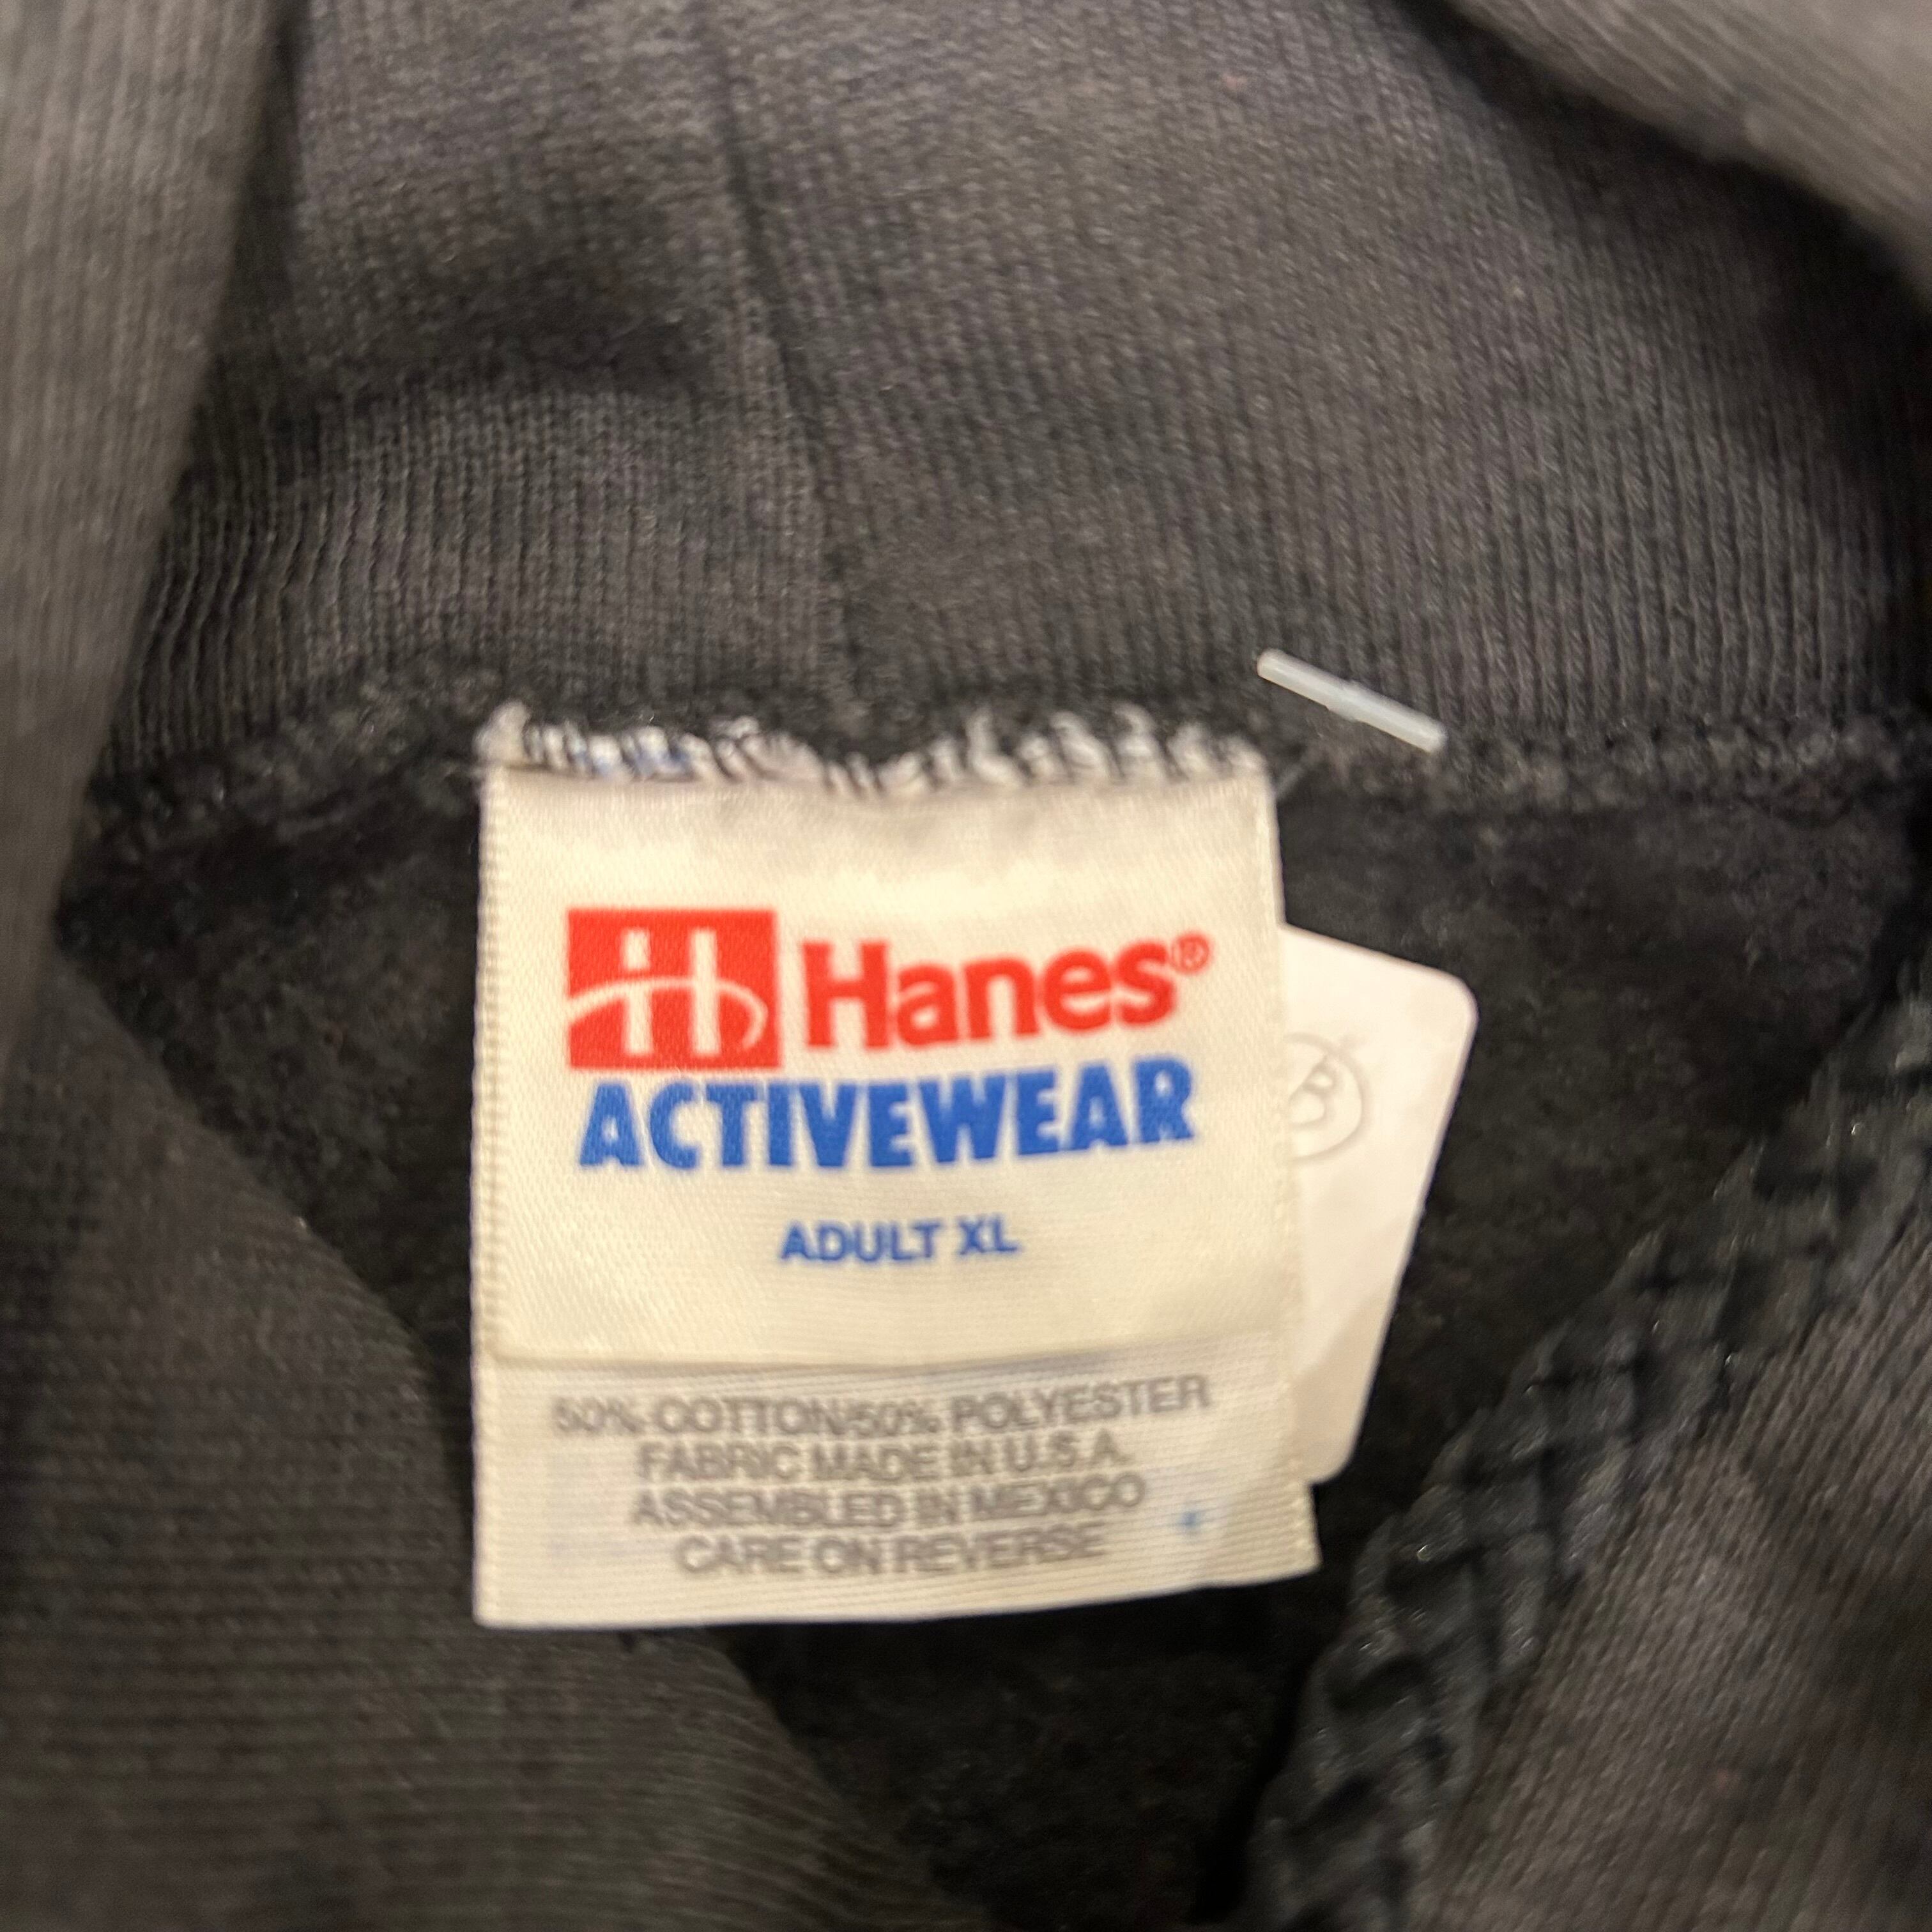 H Hanes®
ACTIVEWEAR
ADULT XL
50% COTTON/50% POLYESTER
FABRIC MADE IN U.S.A.
ASSEMBLED IN MEXICO
CARE ON REVERSE
B